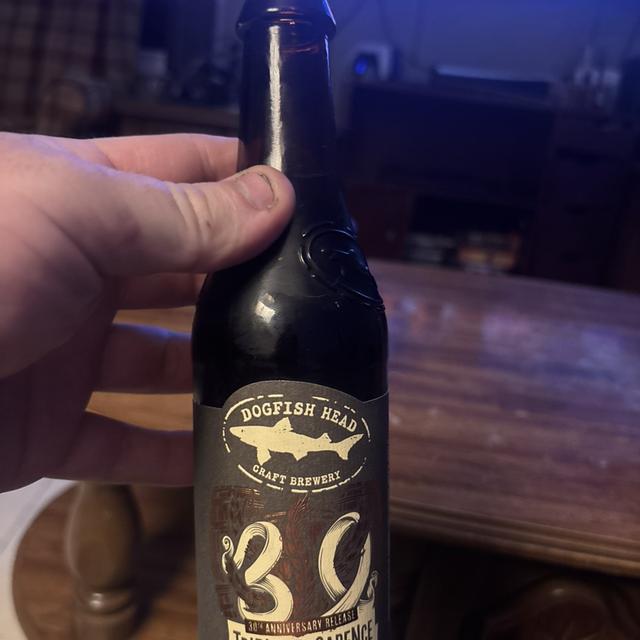 DOGFISH HEAD
CRAFT BREWERY
30
30TH ANNIVERSARY RELEASE